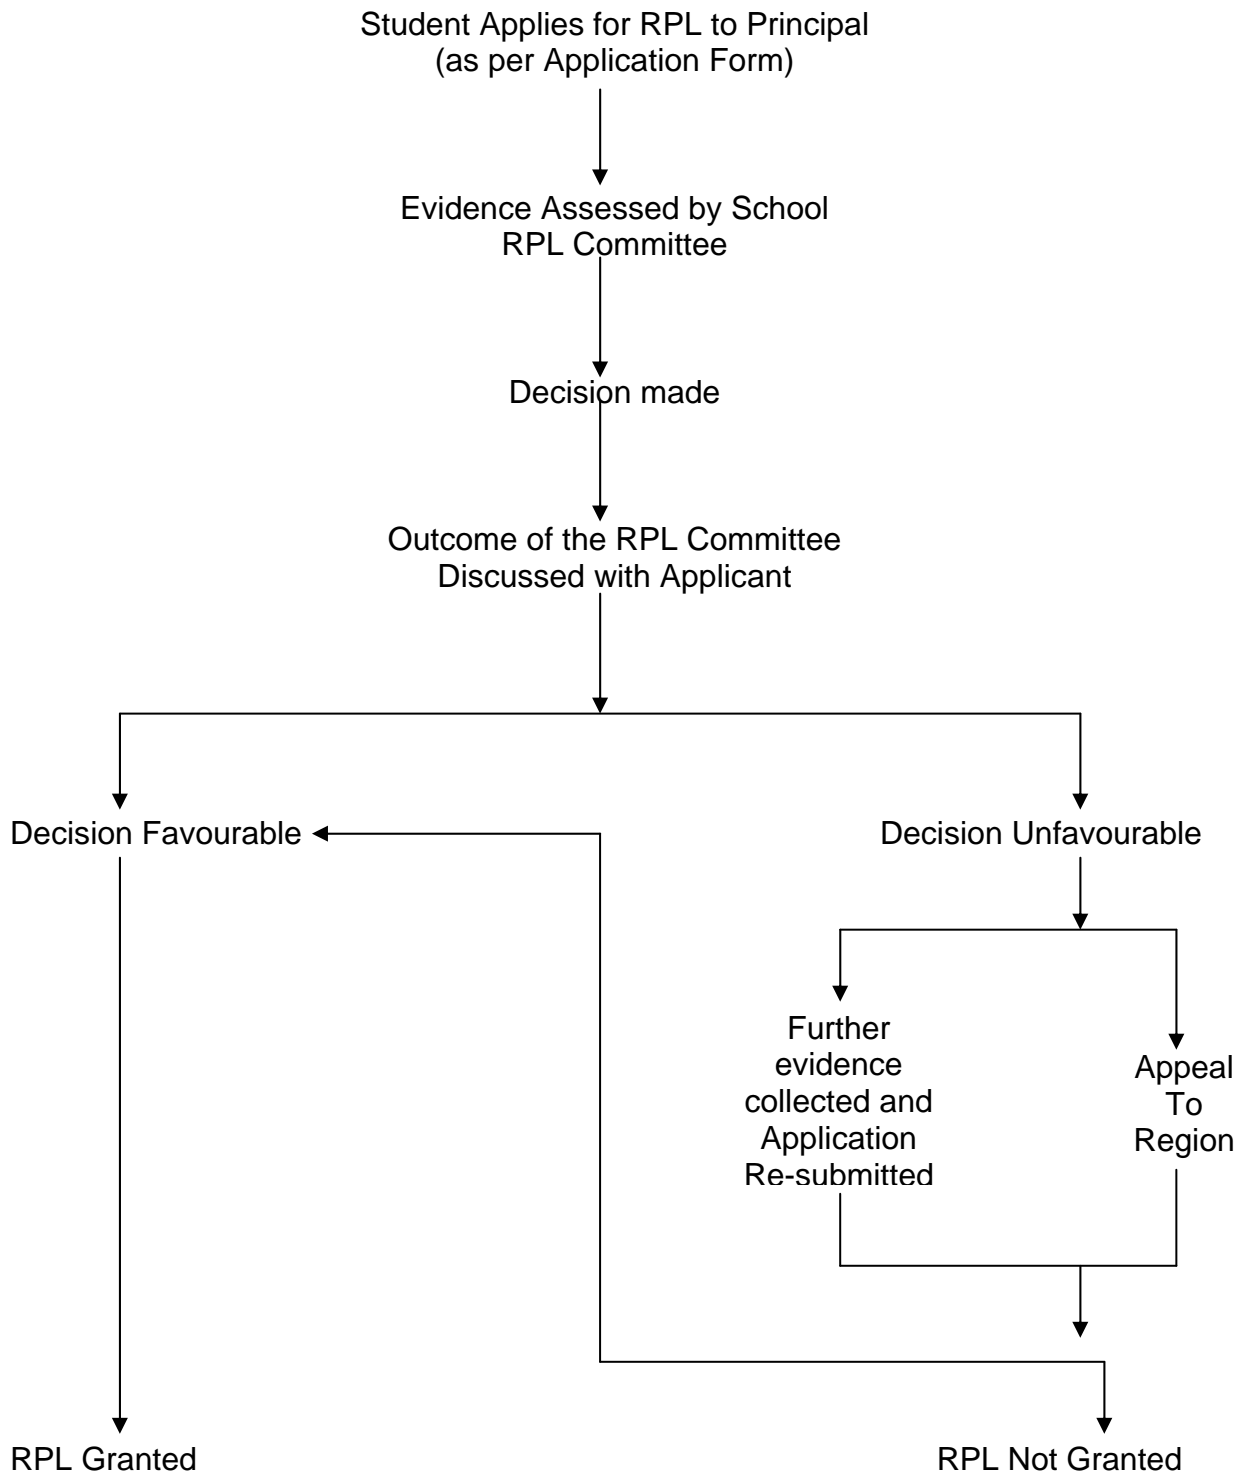 Student Applies for RPL to Principal
(as per Application Form)
Evidence Assessed by School
RPL Committee
Decision made
Outcome of the RPL Committee
Discussed with Applicant
Decision Favourable
Decision Unfavourable
Further
evidence
collected and
Application
Re-submitted
Appeal
To
Region
RPL Granted
RPL Not Granted